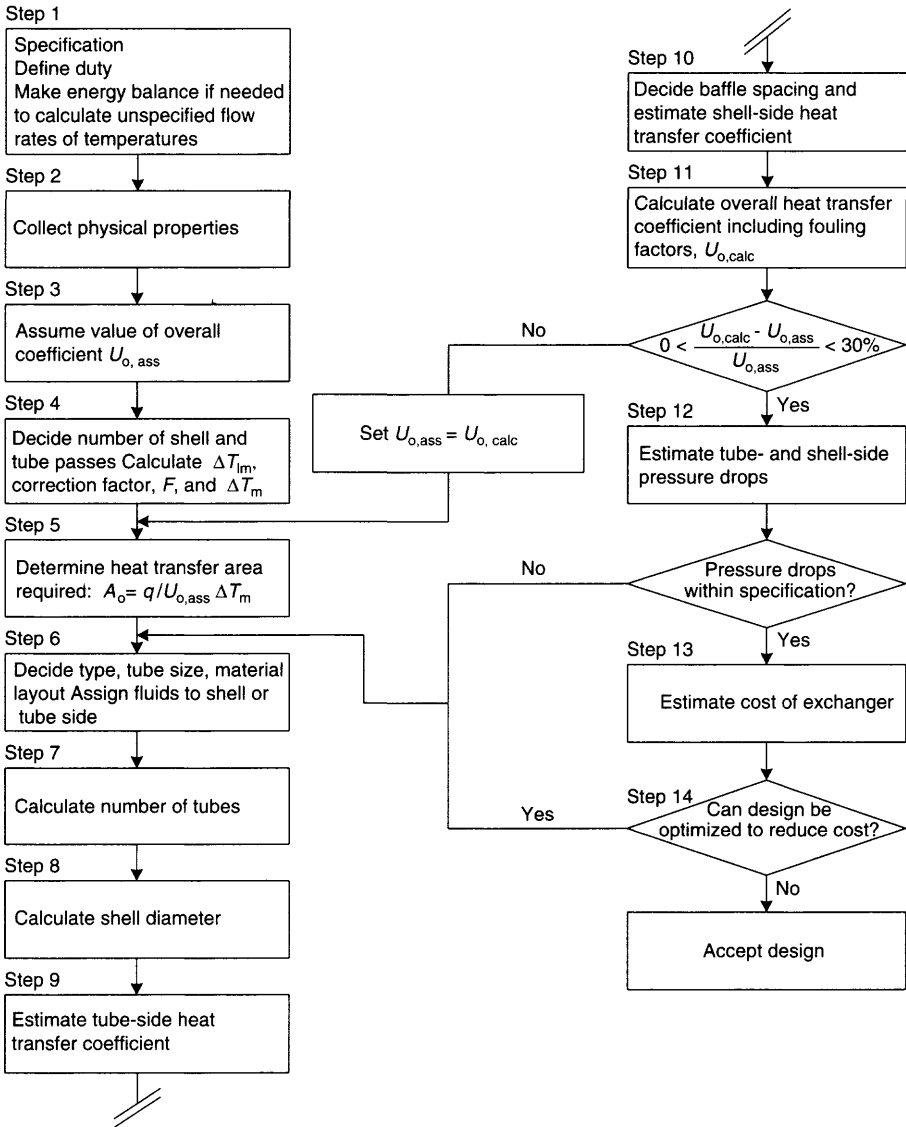 Step 1
Specification
Define duty
Make energy balance if needed
to calculate unspecified flow
rates of temperatures
Step 2
Collect physical properties
Step 3
Assume value of overall
coefficient U_o, ass
Step 4
Decide number of shell and
tube passes Calculate ΔT_lm,
correction factor, F, and ΔT_m
Step 5
Determine heat transfer area
required: A_o= q/U_o,ass ΔT_m
Step 6
Decide type, tube size, material
layout Assign fluids to shell or
tube side
Step 7
Calculate number of tubes
Step 8
Calculate shell diameter
Step 9
Estimate tube-side heat
transfer coefficient
Step 10
Decide baffle spacing and
estimate shell-side heat
transfer coefficient
Step 11
Calculate overall heat transfer
coefficient including fouling
factors, U_o,calc
0 < (U_o,calc - U_o,ass) / U_o,ass < 30%
No
Set U_o,ass = U_o, calc
Yes
Step 12
Estimate tube- and shell-side
pressure drops
Pressure drops
within specification?
No
Yes
Step 13
Estimate cost of exchanger
Step 14
Can design be
optimized to reduce cost?
Yes
No
Accept design